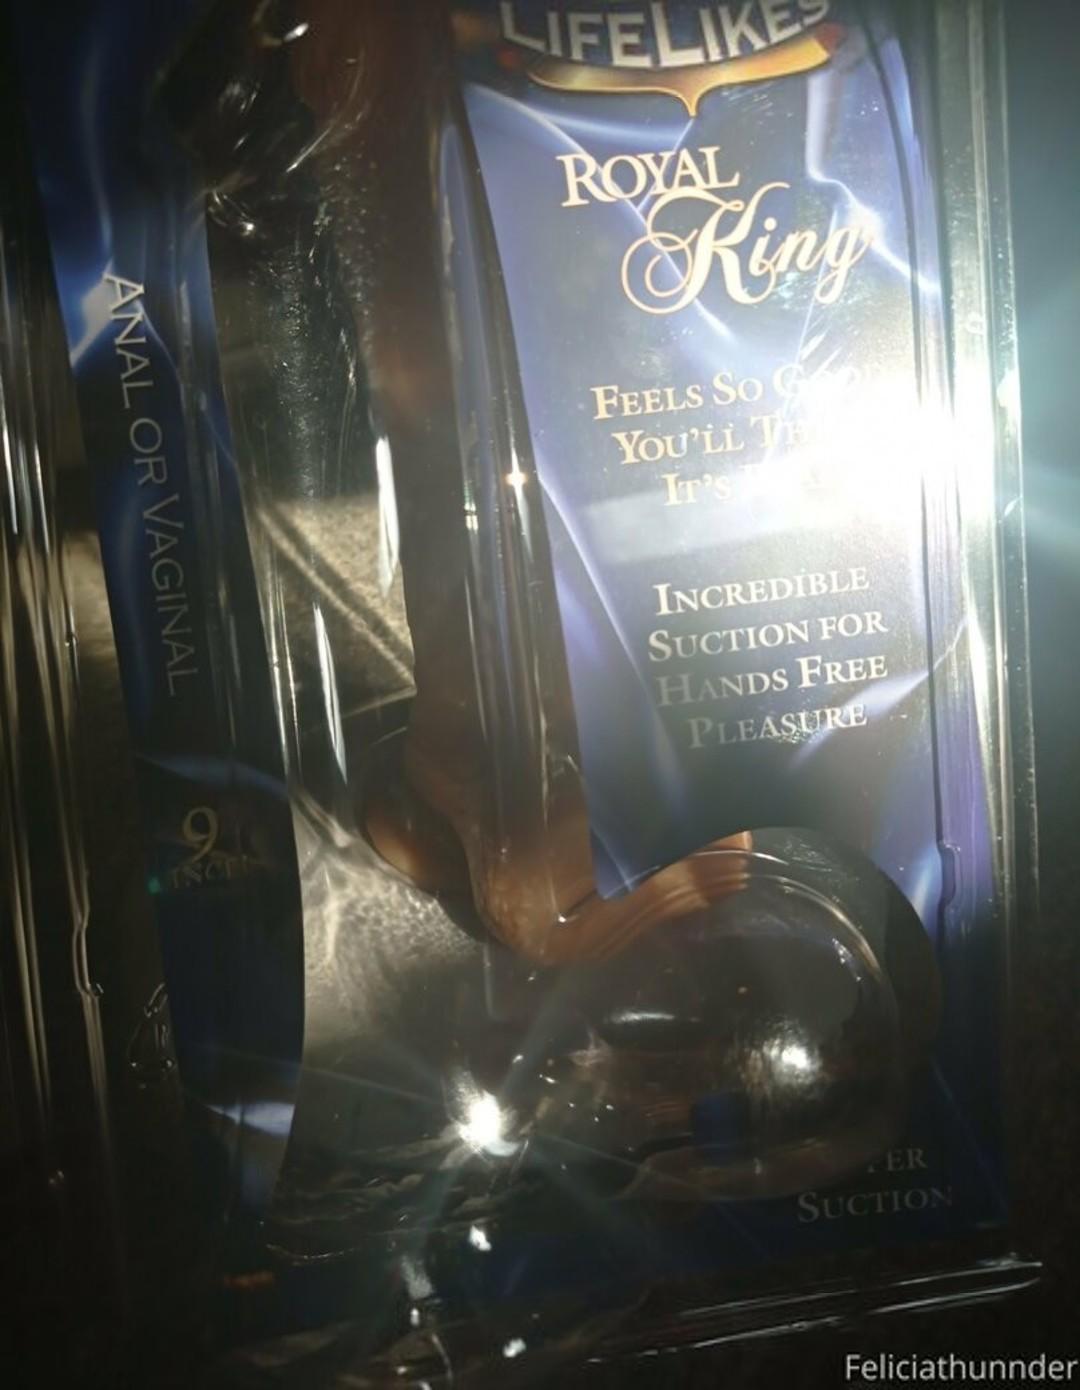 LIFELIKES
ROYAL
King
FEELS SO
YOU'LL
IT'S
INCREDIBLE
SUCTION FOR
HANDS FREE
PLEASURE
ANAL OR VAGINAL
9
INCH
SUCTION
Feliciathunnder